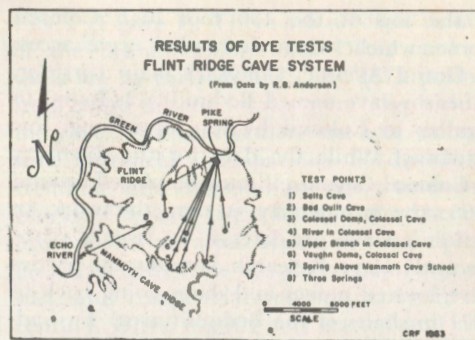 RESULTS OF DYE TESTS
FLINT RIDGE CAVE SYSTEM
(From Data by R.B. Anderson)
N
GREEN RIVER
PIKE SPRING
FLINT RIDGE
ECHO RIVER
MAMMOTH CAVE RIDGE
8
TEST POINTS
1) Salts Cave
2) Bed Quilt Cave
3) Colossal Dome, Colossal Cave
4) River in Colossal Cave
5) Upper Branch in Colossal Cave
6) Vaughn Dome, Colossal Cave
7) Spring Above Mammoth Cave School
8) Three Springs
4000 8000 FEET
SCALE
CRF 1963